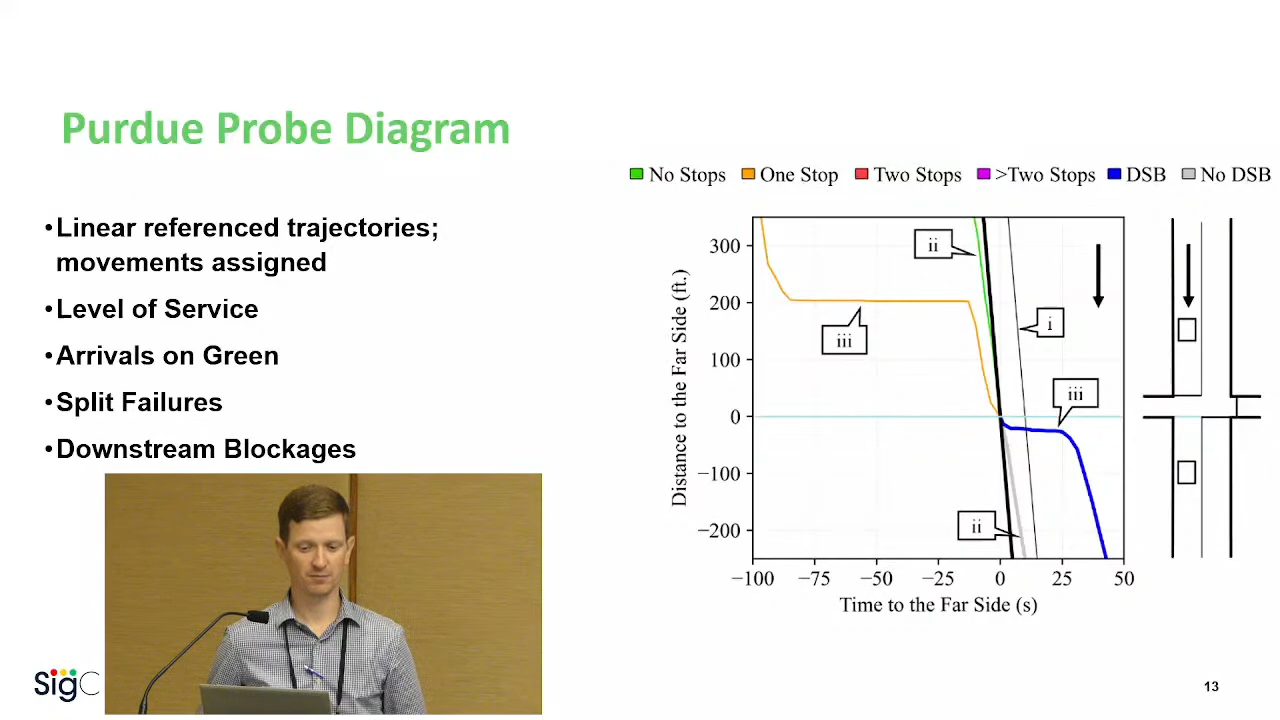 Purdue Probe Diagram
•Linear referenced trajectories;
movements assigned
•Level of Service
•Arrivals on Green
•Split Failures
•Downstream Blockages
No Stops One Stop Two Stops >Two Stops DSB No DSB
Distance to the Far Side (ft.)
300
200
100
0
−100
−200
ii
i
iii
iii
ii
−100 −75 −50 −25 0 25 50
Time to the Far Side (s)
SigC
13